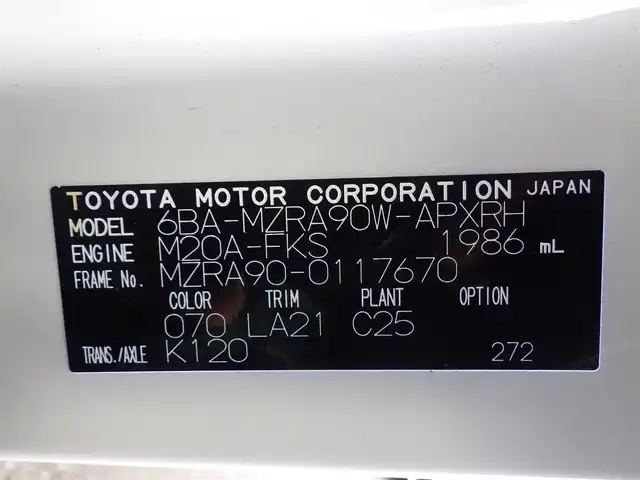 TOYOTA MOTOR CORPORATION JAPAN
MODEL 6BA-MZRA90W-APXRH
ENGINE M20A-FKS 1986 mL
FRAME No. MZRA90-0117670
COLOR TRIM PLANT OPTION
070 LA21 C25
TRANS./AXLE K120 272